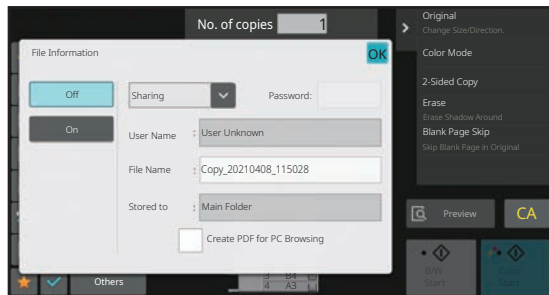 No. of copies 1
File Information
OK
Off
On
Sharing
Password:
User Name : User Unknown
File Name : Copy_20210408_115028
Stored to : Main Folder
Create PDF for PC Browsing
Others
3 B4
4 A3
Original
Change Size/Direction.
Color Mode
2-Sided Copy
Erase
Erase Shadow Around
Blank Page Skip
Skip Blank Page in Original
Preview
CA
B/W
Start
Color
Start